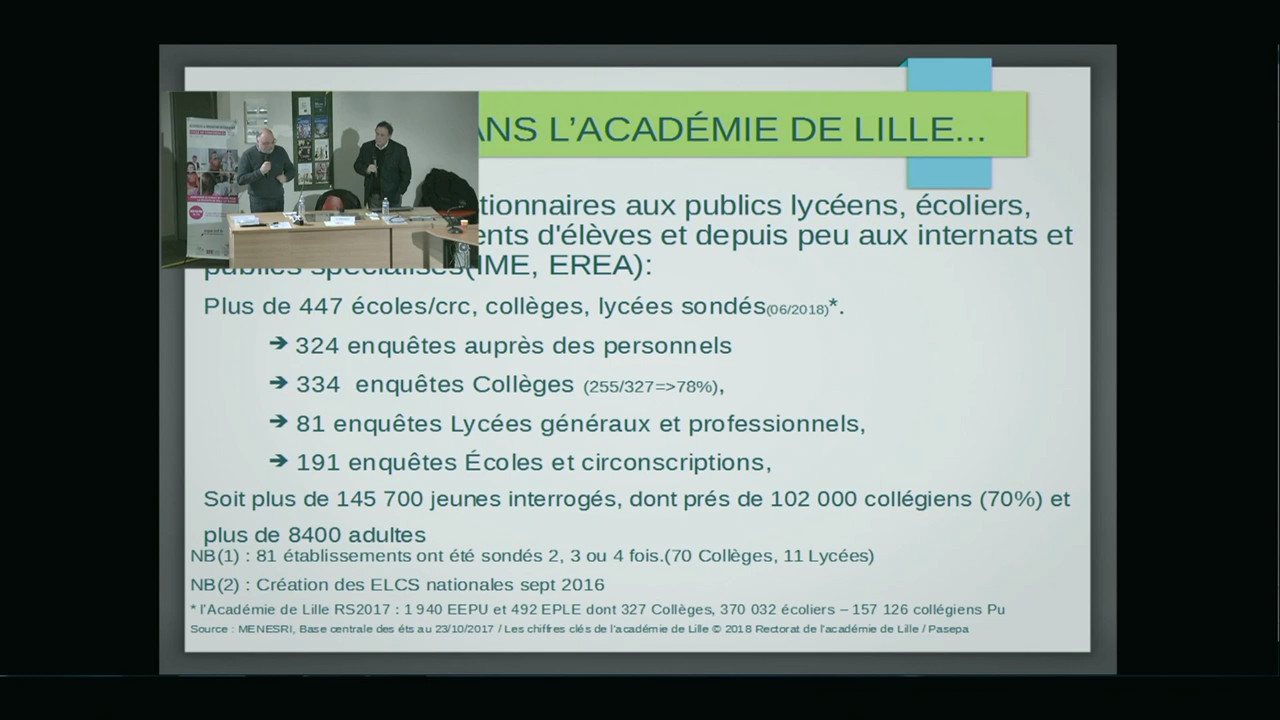 ANS L'ACADÉMIE DE LILLE...
tionnaires aux publics lycéens, écoliers,
ents d'élèves et depuis peu aux internats et
publics spécialisés(IME, EREA):
Plus de 447 écoles/crc, collèges, lycées sondés(06/2018)*.
➔ 324 enquêtes auprès des personnels
➔ 334 enquêtes Collèges (255/327=>78%),
➔ 81 enquêtes Lycées généraux et professionnels,
➔ 191 enquêtes Écoles et circonscriptions,
Soit plus de 145 700 jeunes interrogés, dont prés de 102 000 collégiens (70%) et
plus de 8400 adultes
NB(1) : 81 établissements ont été sondés 2, 3 ou 4 fois.(70 Collèges, 11 Lycées)
NB(2) : Création des ELCS nationales sept 2016
* l'Académie de Lille RS2017 : 1 940 EEPU et 492 EPLE dont 327 Collèges, 370 032 écoliers – 157 126 collégiens Pu
Source : MENESRI, Base centrale des éts au 23/10/2017 / Les chiffres clés de l'académie de Lille © 2018 Rectorat de l'académie de Lille / Pasepa